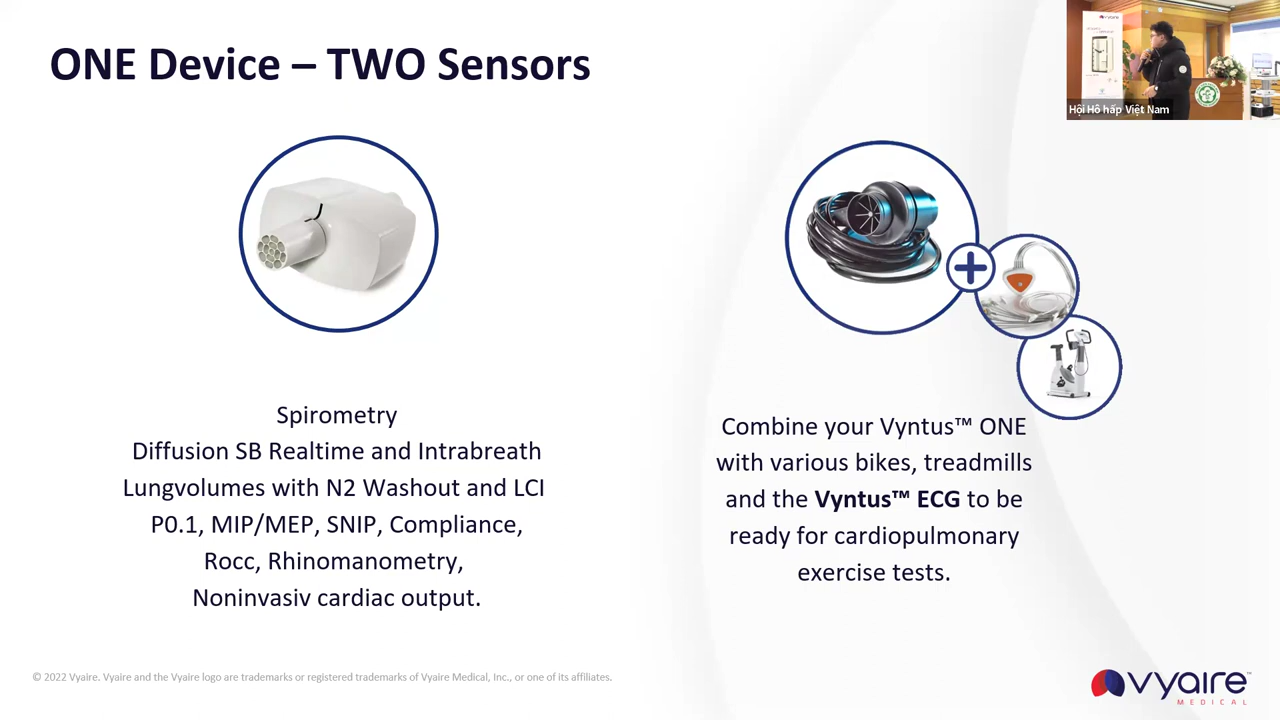 ONE Device – TWO Sensors
Hội Hô hấp Việt Nam
Spirometry
Diffusion SB Realtime and Intrabreath
Lungvolumes with N2 Washout and LCI
P0.1, MIP/MEP, SNIP, Compliance,
Rocc, Rhinomanometry,
Noninvasiv cardiac output.
Combine your Vyntus™ ONE
with various bikes, treadmills
and the Vyntus™ ECG to be
ready for cardiopulmonary
exercise tests.
© 2022 Vyaire. Vyaire and the Vyaire logo are trademarks or registered trademarks of Vyaire Medical, Inc., or one of its affiliates.
vyaire™
MEDICAL